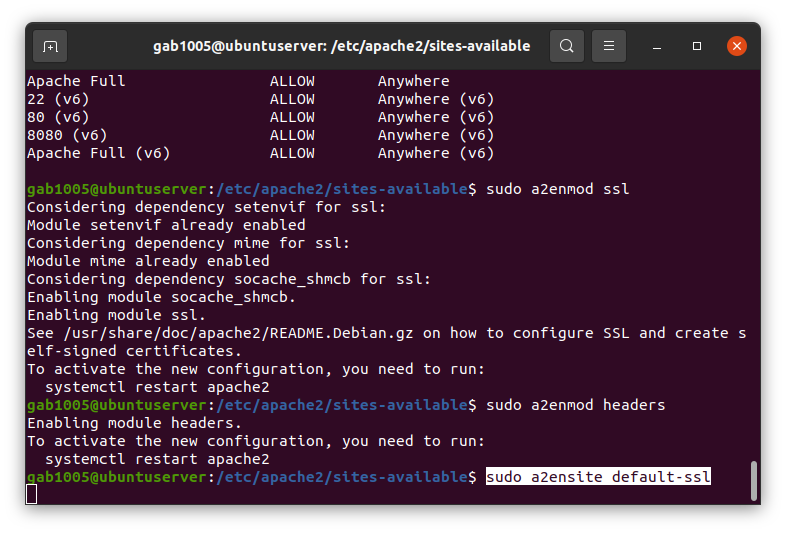 gab1005@ubuntuserver: /etc/apache2/sites-available
Apache Full                ALLOW       Anywhere
22 (v6)                    ALLOW       Anywhere (v6)
80 (v6)                    ALLOW       Anywhere (v6)
8080 (v6)                  ALLOW       Anywhere (v6)
Apache Full (v6)           ALLOW       Anywhere (v6)
gab1005@ubuntuserver:/etc/apache2/sites-available$ sudo a2enmod ssl
Considering dependency setenvif for ssl:
Module setenvif already enabled
Considering dependency mime for ssl:
Module mime already enabled
Considering dependency socache_shmcb for ssl:
Enabling module socache_shmcb.
Enabling module ssl.
See /usr/share/doc/apache2/README.Debian.gz on how to configure SSL and create s
elf-signed certificates.
To activate the new configuration, you need to run:
  systemctl restart apache2
gab1005@ubuntuserver:/etc/apache2/sites-available$ sudo a2enmod headers
Enabling module headers.
To activate the new configuration, you need to run:
  systemctl restart apache2
gab1005@ubuntuserver:/etc/apache2/sites-available$ sudo a2ensite default-ssl